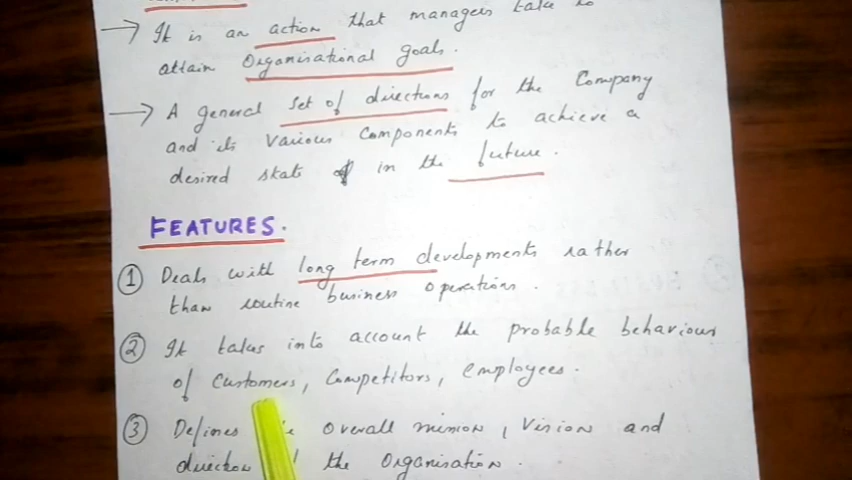 → It is an action that managers take to
attain Organisational goals.
→ A general set of directions for the Company
and its various Components to achieve a
desired state in the future.
FEATURES.
① Deals with long term developments rather
than routine business operations.
② It takes into account the probable behaviour
of Customers, Competitors, employees.
③ Defines overall mission, Vision and
direction the Organisation.